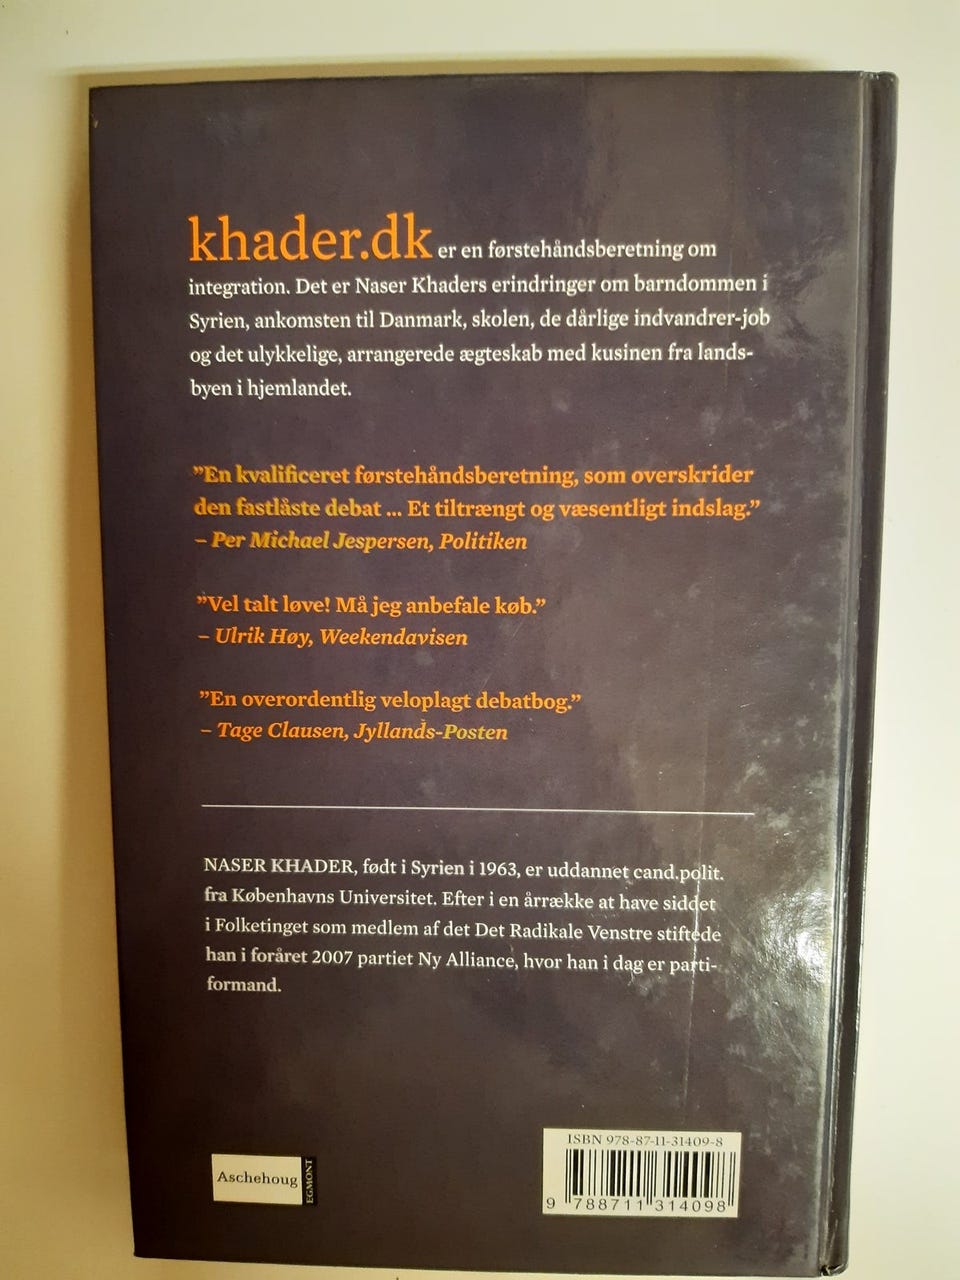 khader.dk er en førstehåndsberetning om
integration. Det er Naser Khaders erindringer om barndommen i
Syrien, ankomsten til Danmark, skolen, de dårlige indvandrer-job
og det ulykkelige, arrangerede ægteskab med kusinen fra lands-
byen i hjemlandet.
”En kvalificeret førstehåndsberetning, som overskrider
den fastlåste debat ... Et tiltrængt og væsentligt indslag.”
– Per Michael Jespersen, Politiken
”Vel talt løve! Må jeg anbefale køb.”
– Ulrik Høy, Weekendavisen
”En overordentlig veloplagt debatbog.”
– Tage Clausen, Jyllands-Posten
NASER KHADER, født i Syrien i 1963, er uddannet cand.polit.
fra Københavns Universitet. Efter i en årrække at have siddet
i Folketinget som medlem af det Det Radikale Venstre stiftede
han i foråret 2007 partiet Ny Alliance, hvor han i dag er parti-
formand.
ISBN 978-87-11-31409-8
9 788711 314098
Aschehoug
EGMONT